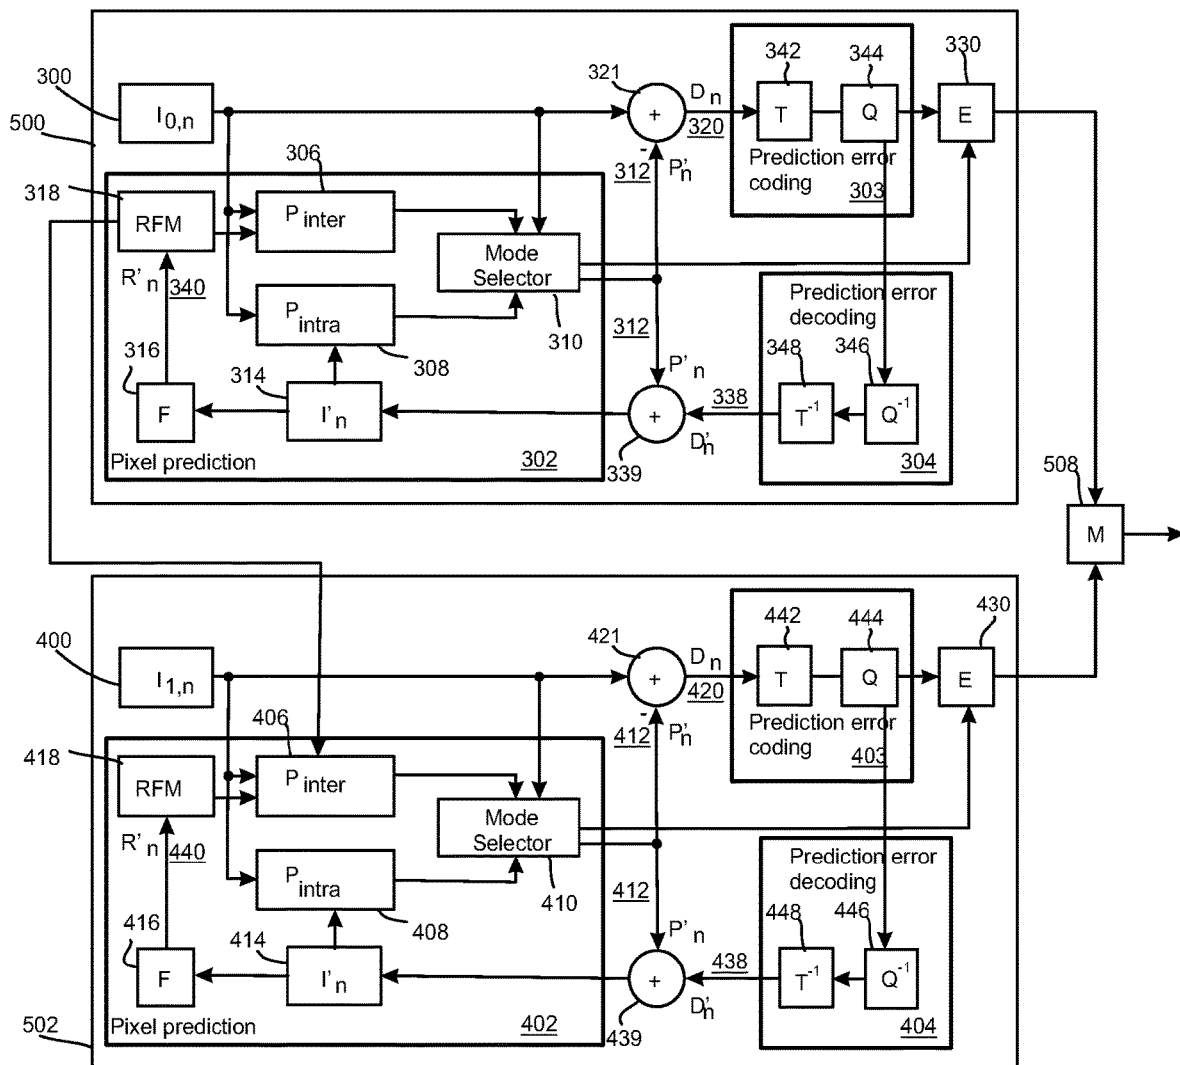 300
I0,n
500
318
RFM
R'n
340
316
F
314
I'n
306
Pinter
Pintra
308
Mode
Selector
310
321
+
-
312
P'n
Dn
320
342
T
344
Q
Prediction error
coding
303
330
E
312
P'n
+
339
338
D'n
Prediction error
decoding
348
T-1
346
Q-1
304
Pixel prediction
302
508
M
400
I1,n
502
418
RFM
R'n
440
416
F
414
I'n
406
Pinter
Pintra
408
Mode
Selector
410
421
+
-
412
P'n
Dn
420
442
T
444
Q
Prediction error
coding
403
430
E
412
P'n
+
439
438
D'n
Prediction error
decoding
448
T-1
446
Q-1
404
Pixel prediction
402